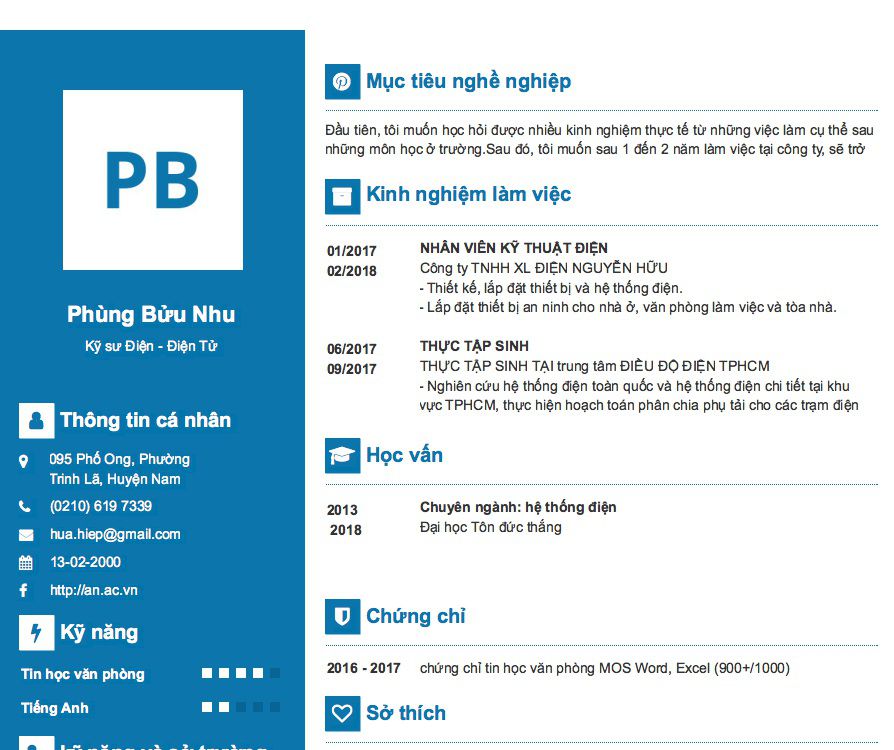 PB
Phùng Bửu Nhu
Kỹ sư Điện - Điện Tử
Thông tin cá nhân
095 Phố Ong, Phường
Trinh Lã, Huyện Nam
(0210) 619 7339
hua.hiep@gmail.com
13-02-2000
http://an.ac.vn
Kỹ năng
Tin học văn phòng
Tiếng Anh
kỹ năng và sở trường
Mục tiêu nghề nghiệp
Đầu tiên, tôi muốn học hỏi được nhiều kinh nghiệm thực tế từ những việc làm cụ thể sau
những môn học ở trường.Sau đó, tôi muốn sau 1 đến 2 năm làm việc tại công ty, sẽ trở
Kinh nghiệm làm việc
01/2017
02/2018
NHÂN VIÊN KỸ THUẬT ĐIỆN
Công ty TNHH XL ĐIỆN NGUYỄN HỮU
- Thiết kế, lắp đặt thiết bị và hệ thống điện.
- Lắp đặt thiết bị an ninh cho nhà ở, văn phòng làm việc và tòa nhà.
06/2017
09/2017
THỰC TẬP SINH
THỰC TẬP SINH TẠI trung tâm ĐIỀU ĐỘ ĐIỆN TPHCM
- Nghiên cứu hệ thống điện toàn quốc và hệ thống điện chi tiết tại khu
vực TPHCM, thực hiện hoạch toán phân chia phụ tải cho các trạm điện
Học vấn
2013
2018
Chuyên ngành: hệ thống điện
Đại học Tôn đức thắng
Chứng chỉ
2016 - 2017 chứng chỉ tin học văn phòng MOS Word, Excel (900+/1000)
Sở thích